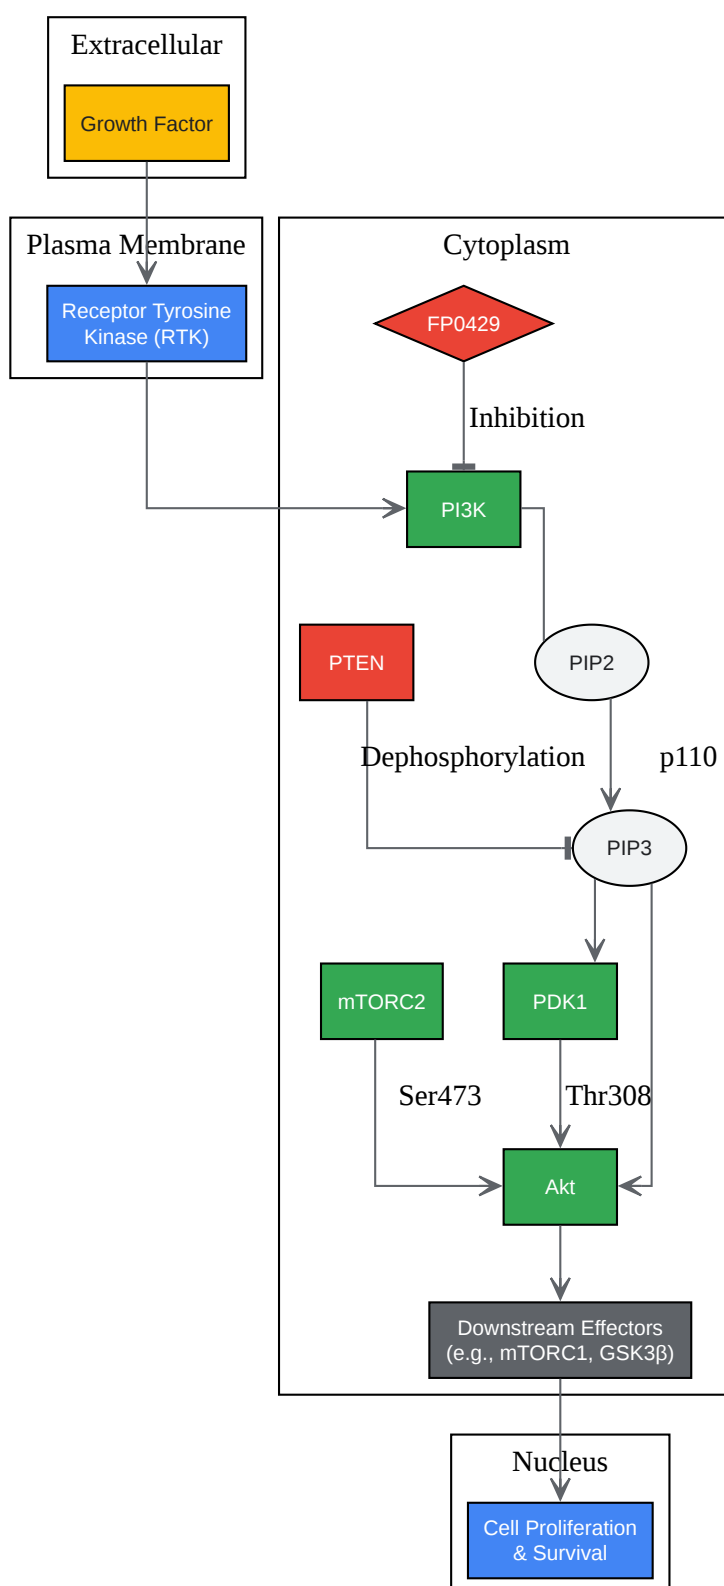 Extracellular
Growth Factor
Plasma Membrane
Receptor Tyrosine
Kinase (RTK)
Cytoplasm
FP0429
Inhibition
PI3K
PTEN
PIP2
Dephosphorylation
p110
PIP3
mTORC2
PDK1
Ser473
Thr308
Akt
Downstream Effectors
(e.g., mTORC1, GSK3β)
Nucleus
Cell Proliferation
& Survival